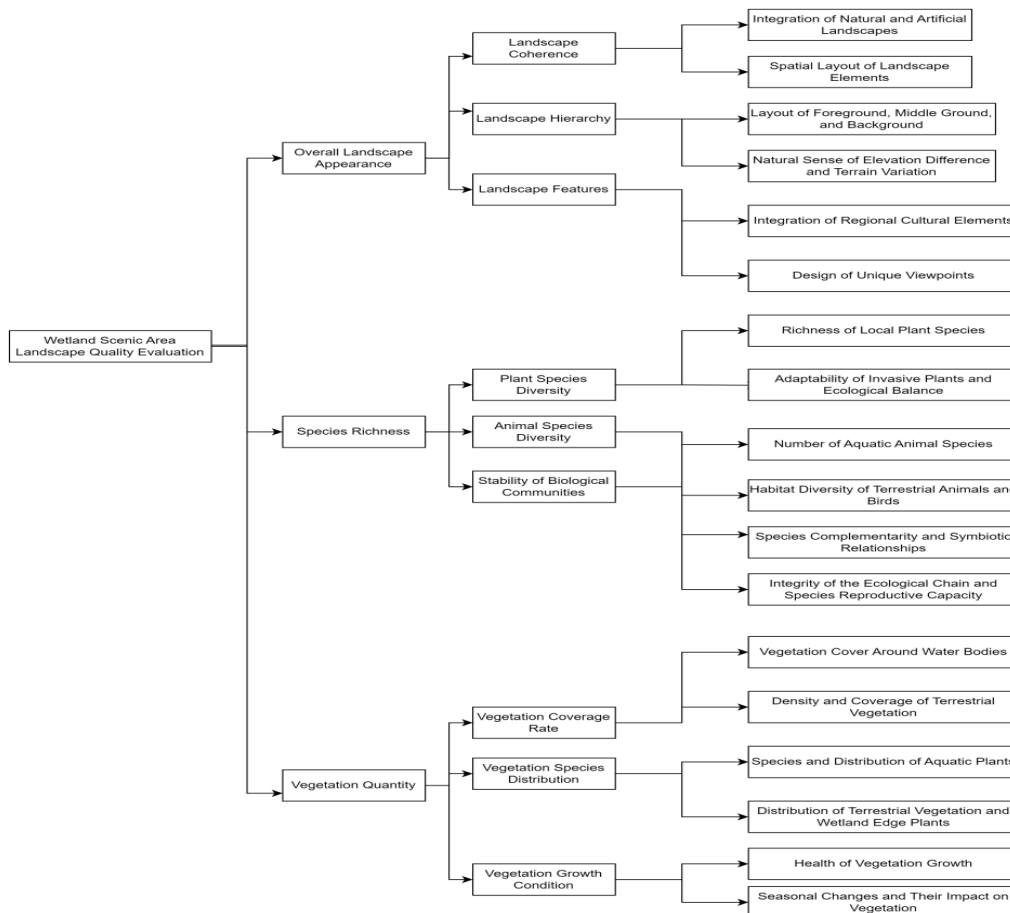 Wetland Scenic Area
Landscape Quality Evaluation
Overall Landscape
Appearance
Landscape
Coherence
Integration of Natural and Artificial
Landscapes
Spatial Layout of Landscape
Elements
Landscape Hierarchy
Layout of Foreground, Middle Ground,
and Background
Natural Sense of Elevation Difference
and Terrain Variation
Landscape Features
Integration of Regional Cultural Elements
Design of Unique Viewpoints
Species Richness
Plant Species
Diversity
Richness of Local Plant Species
Adaptability of Invasive Plants and
Ecological Balance
Animal Species
Diversity
Number of Aquatic Animal Species
Habitat Diversity of Terrestrial Animals and
Birds
Stability of Biological
Communities
Species Complementarity and Symbiotic
Relationships
Integrity of the Ecological Chain and
Species Reproductive Capacity
Vegetation Quantity
Vegetation Coverage
Rate
Vegetation Cover Around Water Bodies
Density and Coverage of Terrestrial
Vegetation
Vegetation Species
Distribution
Species and Distribution of Aquatic Plants
Distribution of Terrestrial Vegetation and
Wetland Edge Plants
Vegetation Growth
Condition
Health of Vegetation Growth
Seasonal Changes and Their Impact on
Vegetation